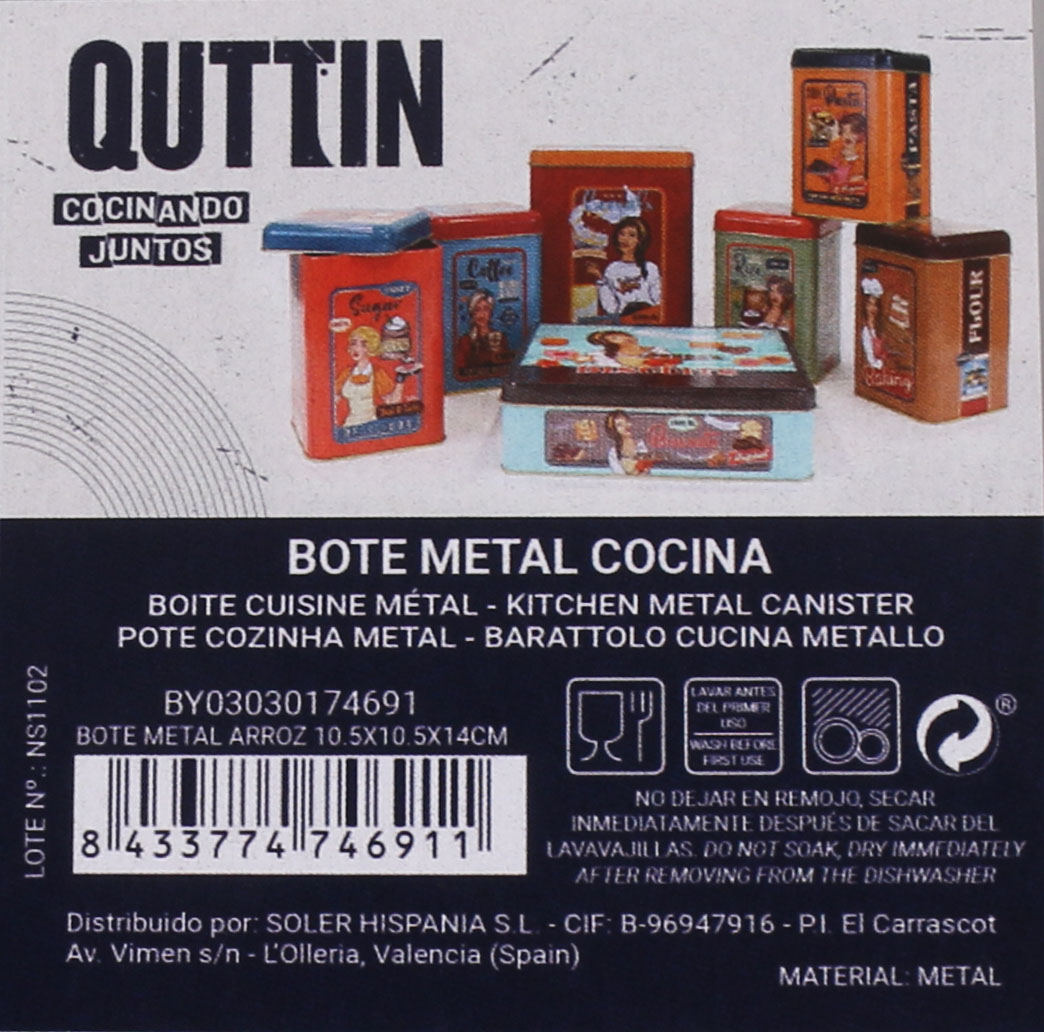 QUTTIN
COCINANDO
JUNTOS
Sugar
Coffee
Rice
PASTA
FLOUR
Baking
BOTE METAL COCINA
BOITE CUISINE MÉTAL - KITCHEN METAL CANISTER
POTE COZINHA METAL - BARATTOLO CUCINA METALLO
LOTE Nº.: NS1102
BY03030174691
BOTE METAL ARROZ 10.5X10.5X14CM
8 433774 746911
LAVAR ANTES
DEL PRIMER
USO
WASH BEFORE
FIRST USE
®
NO DEJAR EN REMOJO, SECAR
INMEDIATAMENTE DESPUÉS DE SACAR DEL
LAVAVAJILLAS. DO NOT SOAK, DRY IMMEDIATELY
AFTER REMOVING FROM THE DISHWASHER
Distribuido por: SOLER HISPANIA S.L. - CIF: B-96947916 - P.I. El Carrascot
Av. Vimen s/n - L'Olleria, Valencia (Spain)
MATERIAL: METAL